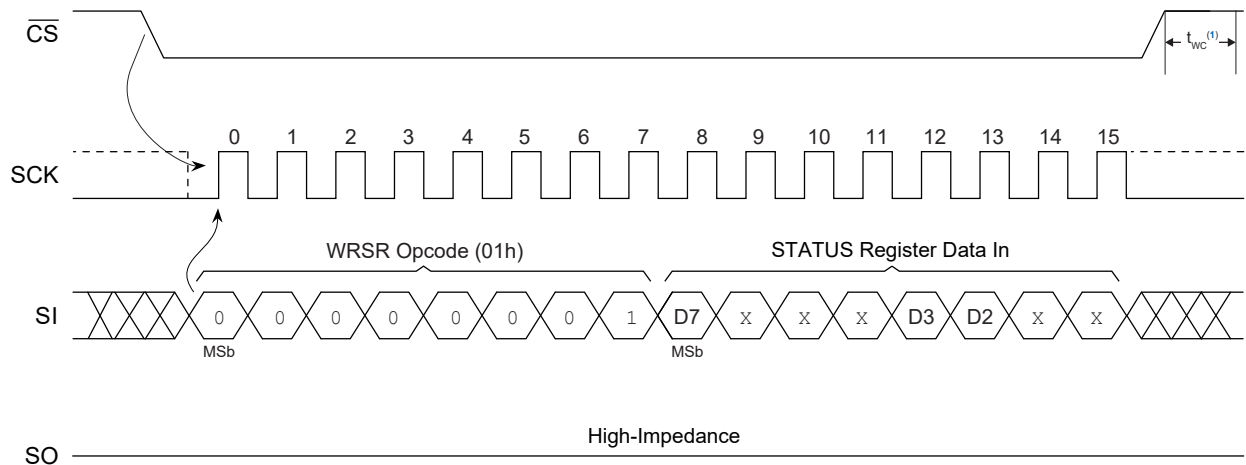 CS
t_WC(1)
0 1 2 3 4 5 6 7 8 9 10 11 12 13 14 15
SCK
WRSR Opcode (01h) STATUS Register Data In
SI 0 0 0 0 0 0 0 1 D7 X X X D3 D2 X X
MSb MSb
High-Impedance
SO